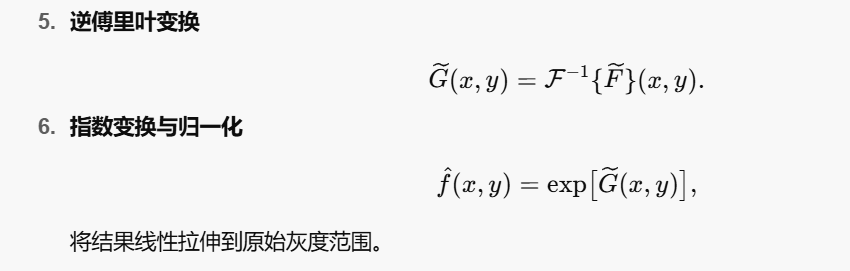 5. 逆傅里叶变换
G̃(x, y) = ℱ⁻¹{F̃}(x, y).
6. 指数变换与归一化
f̂(x, y) = exp[G̃(x, y)],
将结果线性拉伸到原始灰度范围。